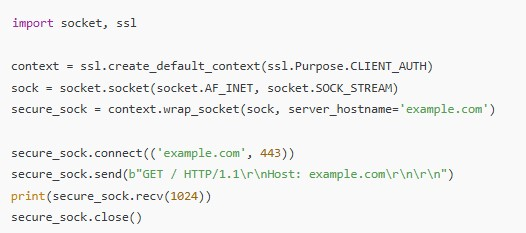 import socket, ssl
context = ssl.create_default_context(ssl.Purpose.CLIENT_AUTH)
sock = socket.socket(socket.AF_INET, socket.SOCK_STREAM)
secure_sock = context.wrap_socket(sock, server_hostname='example.com')
secure_sock.connect(('example.com', 443))
secure_sock.send(b"GET / HTTP/1.1\r\nHost: example.com\r\n\r\n")
print(secure_sock.recv(1024))
secure_sock.close()